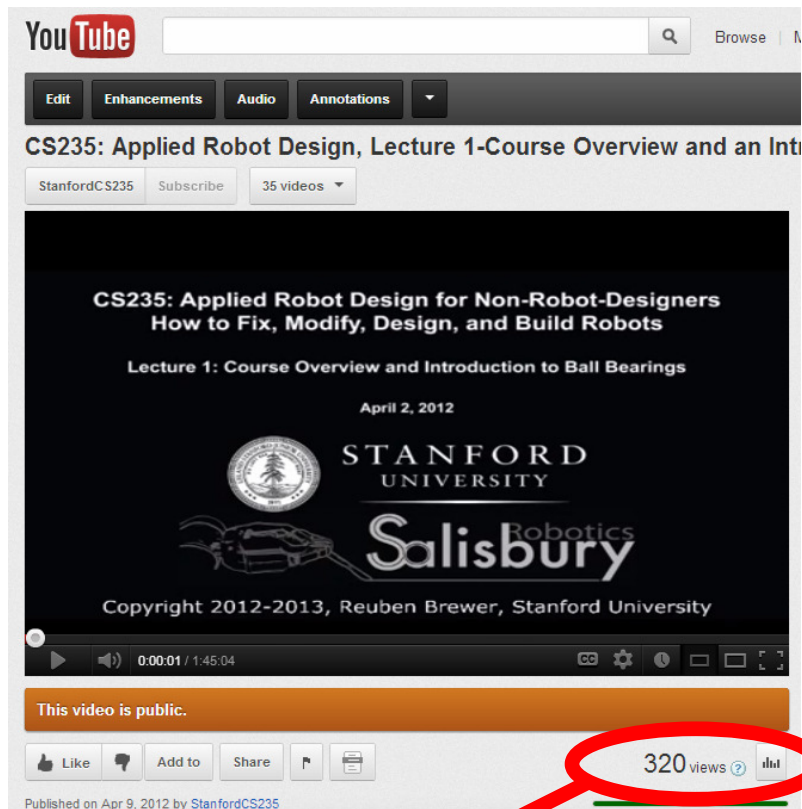 YouTube
Browse
Edit Enhancements Audio Annotations
CS235: Applied Robot Design, Lecture 1-Course Overview and an Intr
StanfordCS235 Subscribe 35 videos
CS235: Applied Robot Design for Non-Robot-Designers
How to Fix, Modify, Design, and Build Robots
Lecture 1: Course Overview and Introduction to Ball Bearings
April 2, 2012
STANFORD
UNIVERSITY
Robotics
Salisbury
Copyright 2012-2013, Reuben Brewer, Stanford University
0:00:01 / 1:45:04 CC
This video is public.
Like Add to Share 320 views ?
Published on Apr 9, 2012 by StanfordCS235